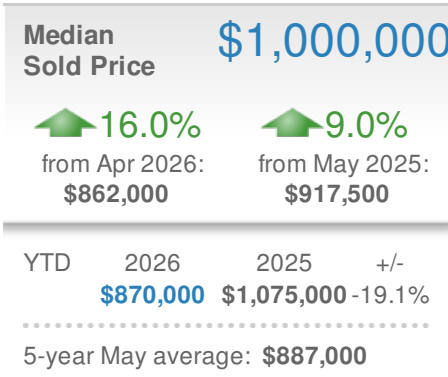 Median $1,000,000
Sold Price
16.0% 9.0%
from Apr 2026: from May 2025:
$862,000 $917,500
YTD 2026 2025 +/-
$870,000 $1,075,000 -19.1%
5-year May average: $887,000